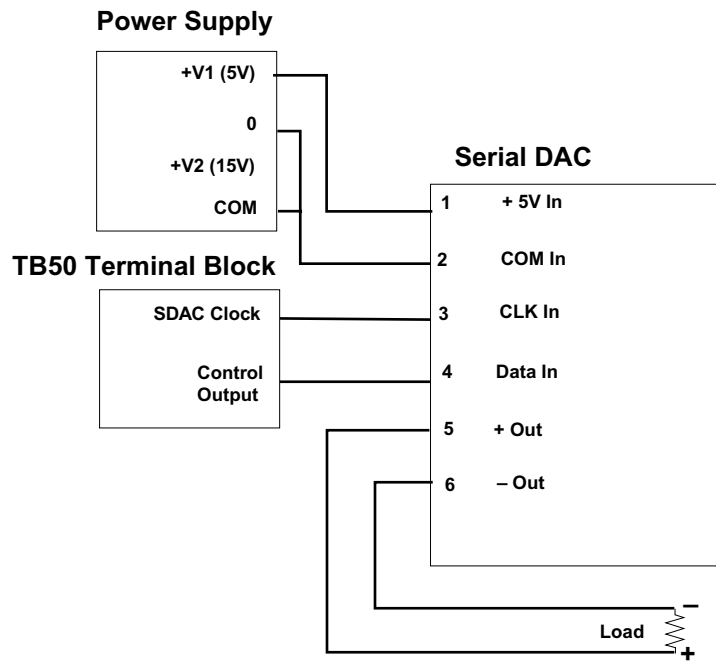 Power Supply
+V1 (5V)
0
+V2 (15V)
COM
Serial DAC
1 + 5V In
2 COM In
TB50 Terminal Block
SDAC Clock
3 CLK In
Control
Output
4 Data In
5 + Out
6 – Out
–
Load
+